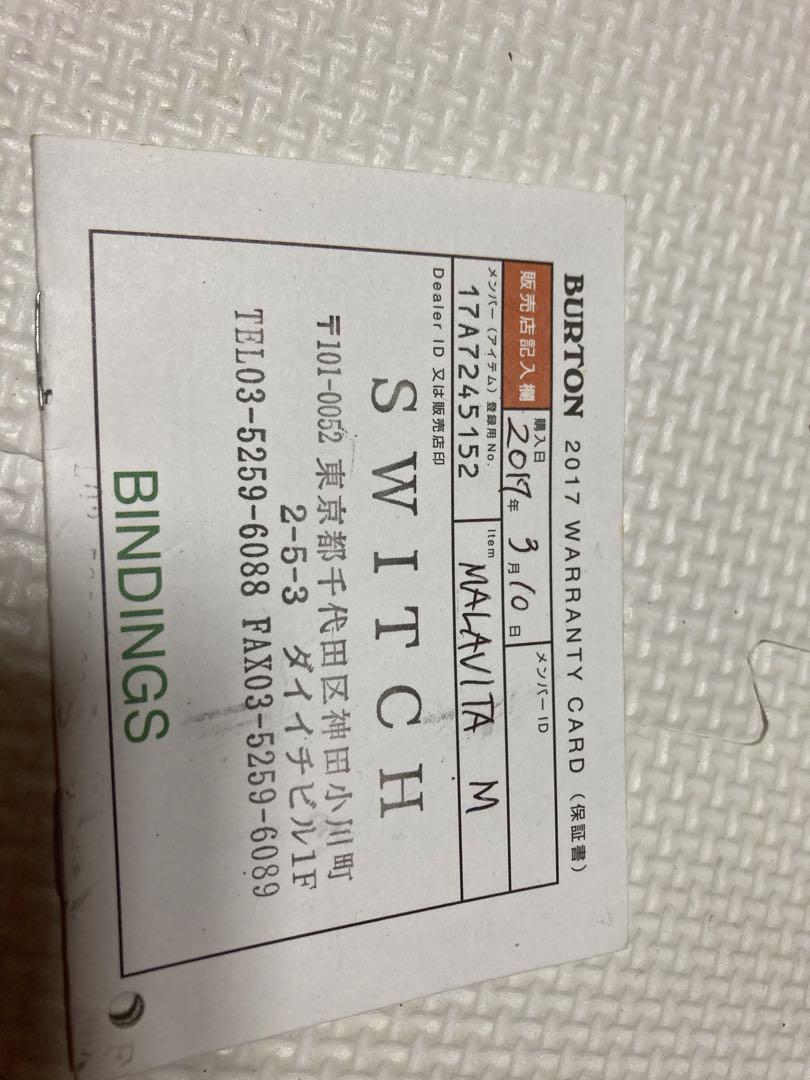 BURTON 2017 WARRANTY CARD (保証書)
販売店記入欄 購入日 2017年 3月10日 メンバーID
メンバー(アイテム)登録用No. 17A7245152 Item MALAVITA M
Dealer ID 又は販売店印
SWITCH
〒101-0052 東京都千代田区神田小川町
2-5-3 ダイイチビル1F
TEL03-5259-6088 FAX03-5259-6089
BINDINGS